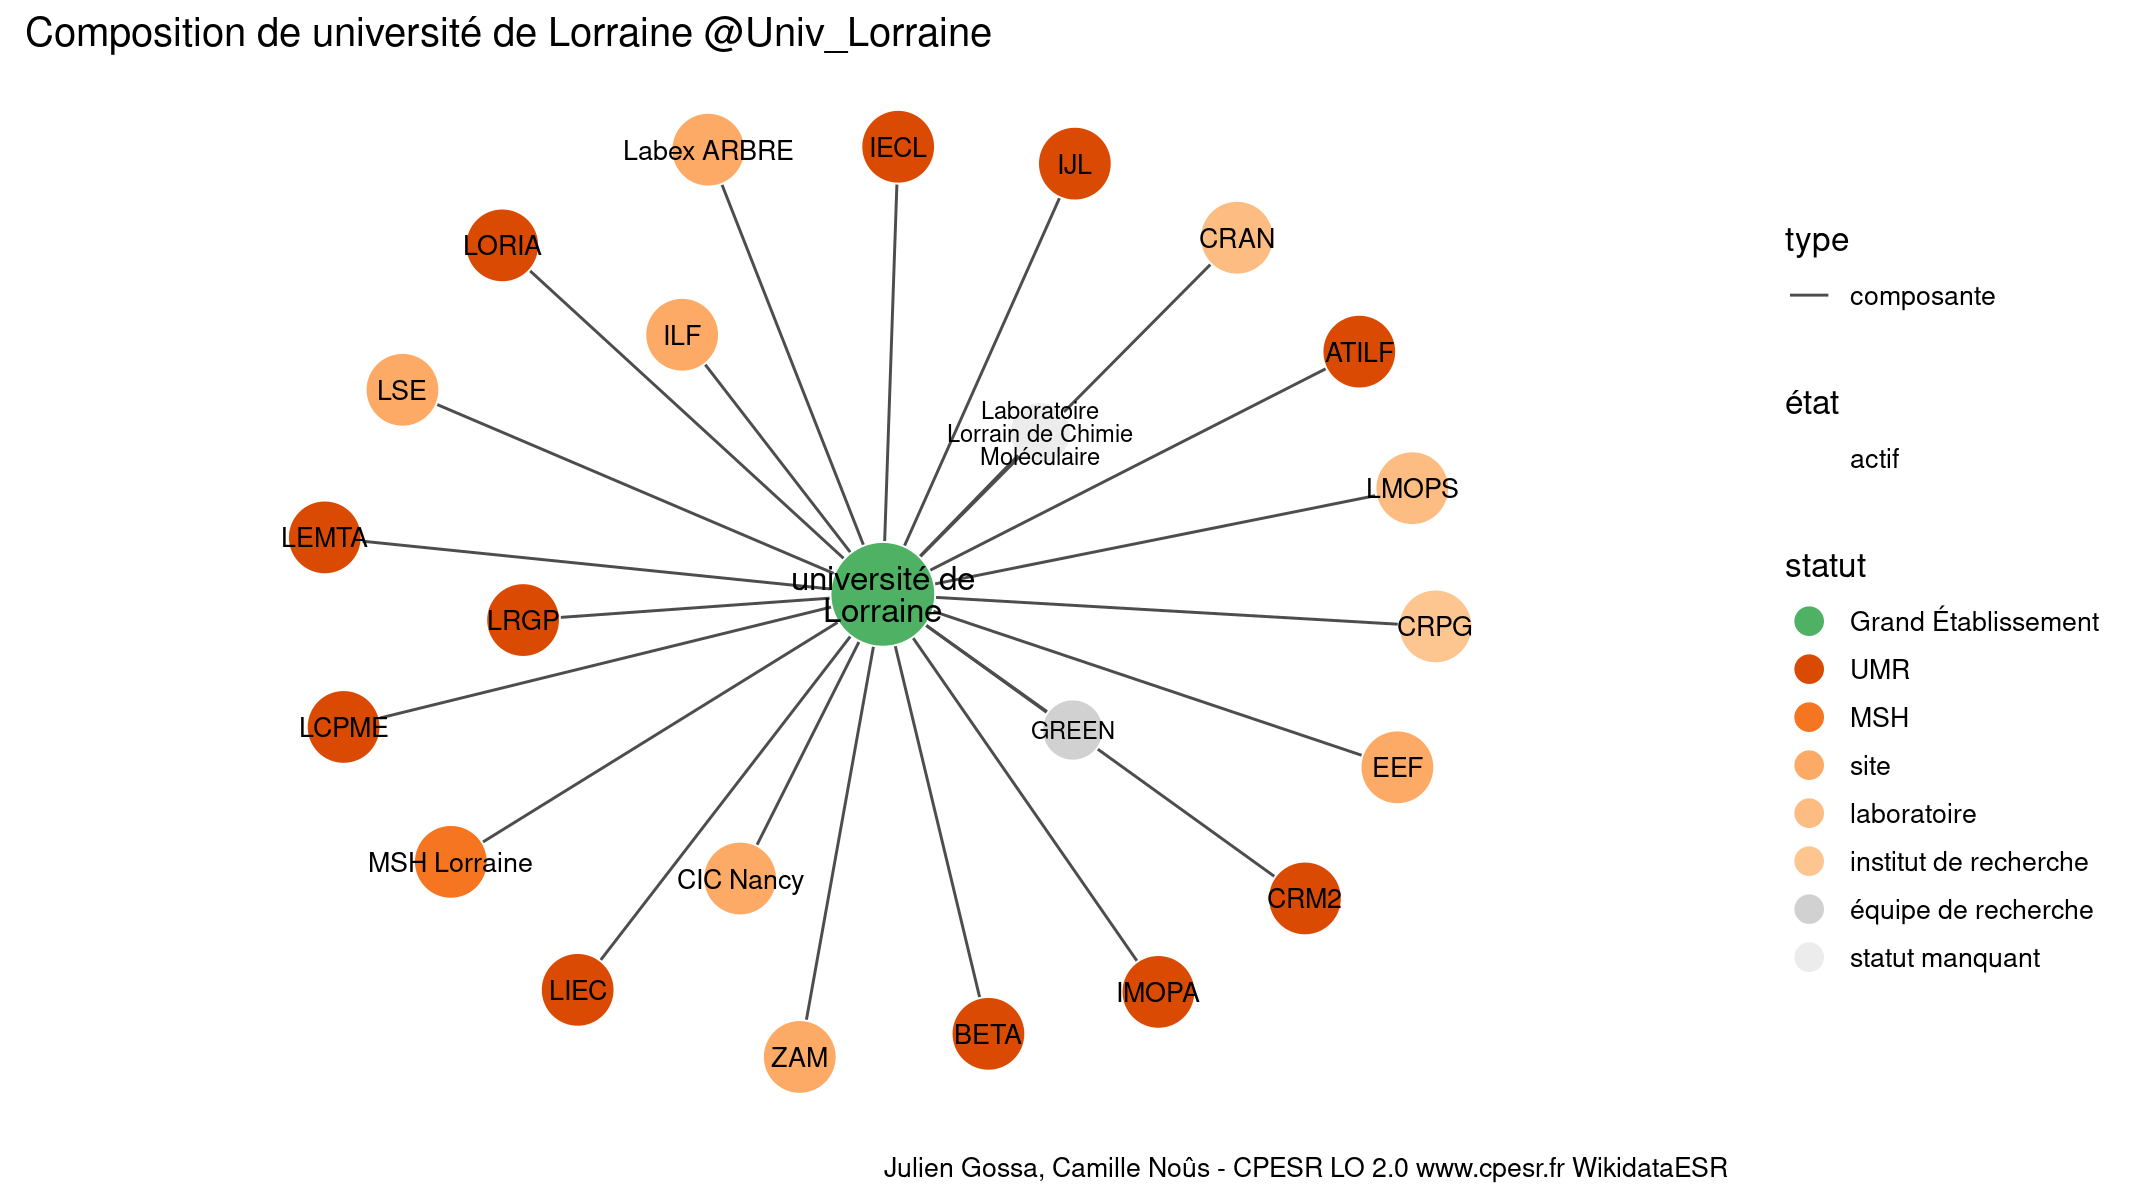 Composition de université de Lorraine @Univ_Lorraine
Labex ARBRE
IECL
IJL
LORIA
CRAN
ILF
ATILF
LSE
Laboratoire
Lorrain de Chimie
Moléculaire
LMOPS
LEMTA
université de
Lorraine
LRGP
CRPG
LCPME
GREEN
EEF
MSH Lorraine
CIC Nancy
CRM2
LIEC
IMOPA
BETA
ZAM
type
composante
état
actif
statut
Grand Établissement
UMR
MSH
site
laboratoire
institut de recherche
équipe de recherche
statut manquant
Julien Gossa, Camille Noûs - CPESR LO 2.0 www.cpesr.fr WikidataESR